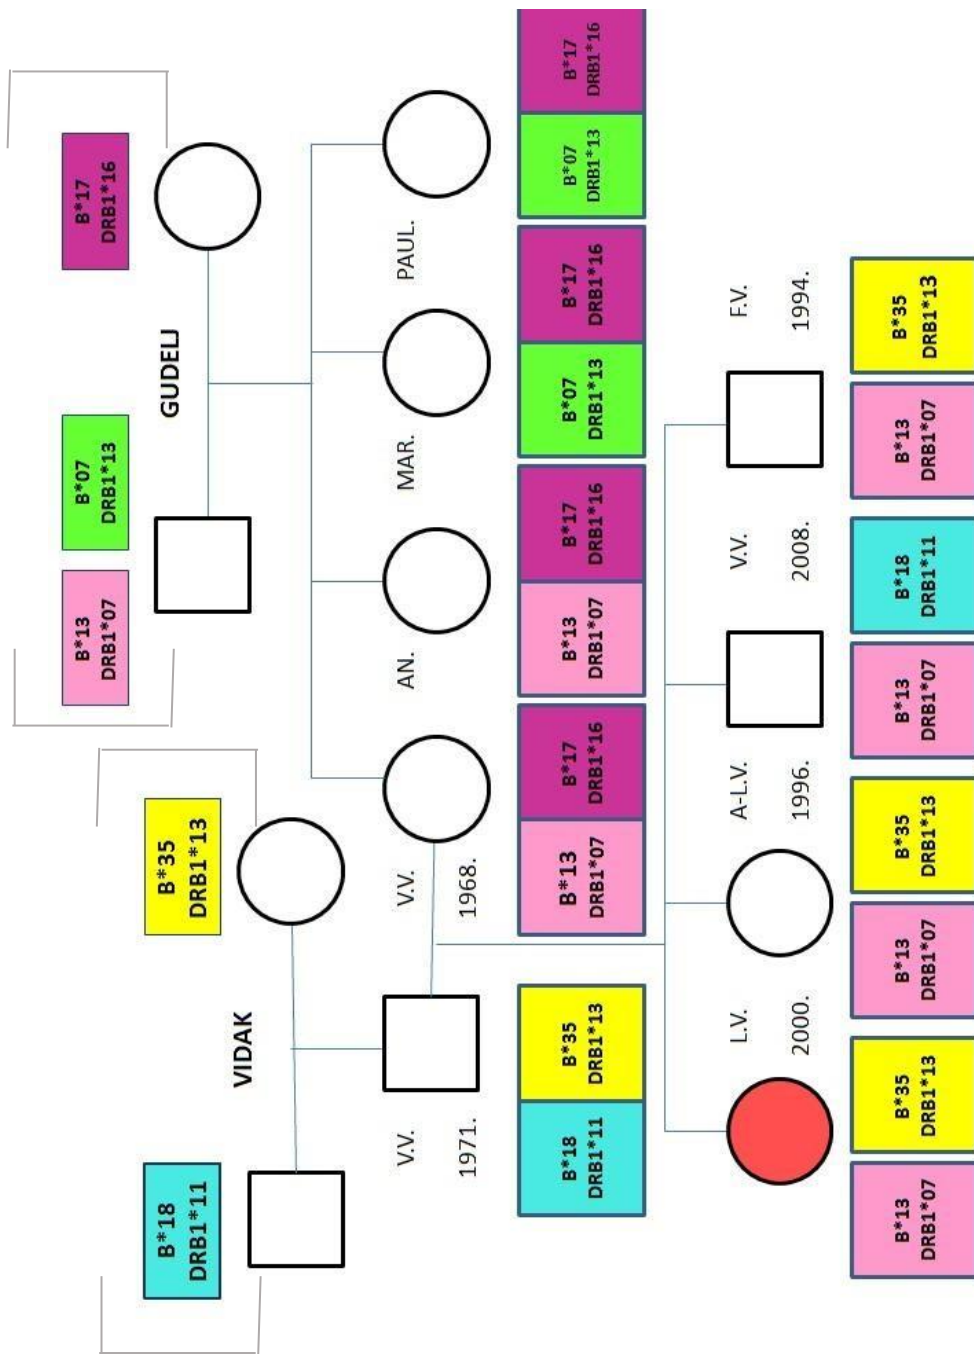 B*13
DRB1*07
B*07
DRB1*13
B*17
DRB1*16
GUDELJ
B*18
DRB1*11
B*35
DRB1*13
VIDAK
V.V.
1971.
V.V.
1968.
AN.
MAR.
PAUL.
B*18
DRB1*11
B*35
DRB1*13
B*13
DRB1*07
B*17
DRB1*16
B*13
DRB1*07
B*17
DRB1*16
B*07
DRB1*13
B*17
DRB1*16
B*07
DRB1*13
B*17
DRB1*16
L.V.
2000.
A-L.V.
1996.
V.V.
2008.
F.V.
1994.
B*13
DRB1*07
B*35
DRB1*13
B*13
DRB1*07
B*35
DRB1*13
B*13
DRB1*07
B*18
DRB1*11
B*13
DRB1*07
B*35
DRB1*13